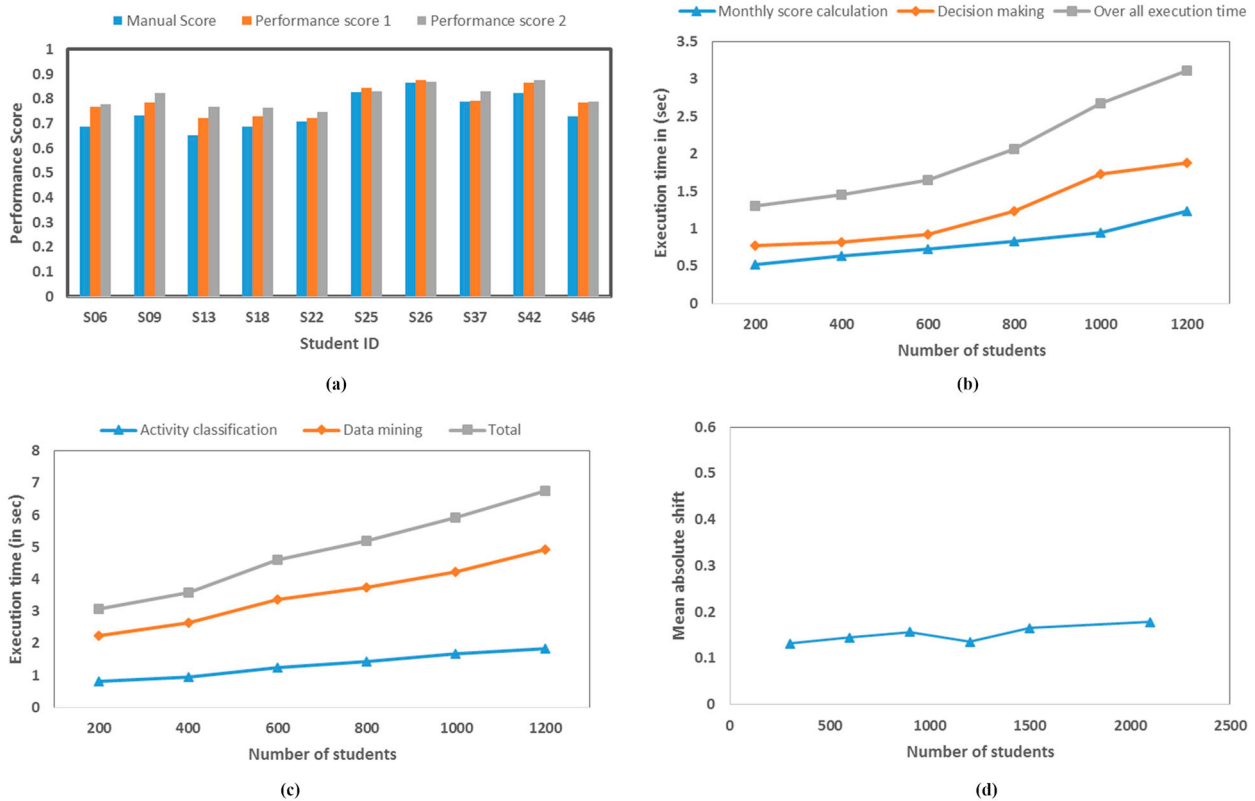 Manual Score Performance score 1 Performance score 2
1
0.9
0.8
0.7
0.6
0.5
0.4
0.3
0.2
0.1
0
Performance Score
S06 S09 S13 S18 S22 S25 S26 S37 S42 S46
Student ID
(a)
Monthly score calculation Decision making Over all execution time
3.5
3
2.5
2
1.5
1
0.5
0
Execution time in (sec)
200 400 600 800 1000 1200
Number of students
(b)
Activity classification Data mining Total
8
7
6
5
4
3
2
1
0
Execution time (in sec)
200 400 600 800 1000 1200
Number of students
(c)
0.6
0.5
0.4
0.3
0.2
0.1
0
Mean absolute shift
0 500 1000 1500 2000 2500
Number of students
(d)